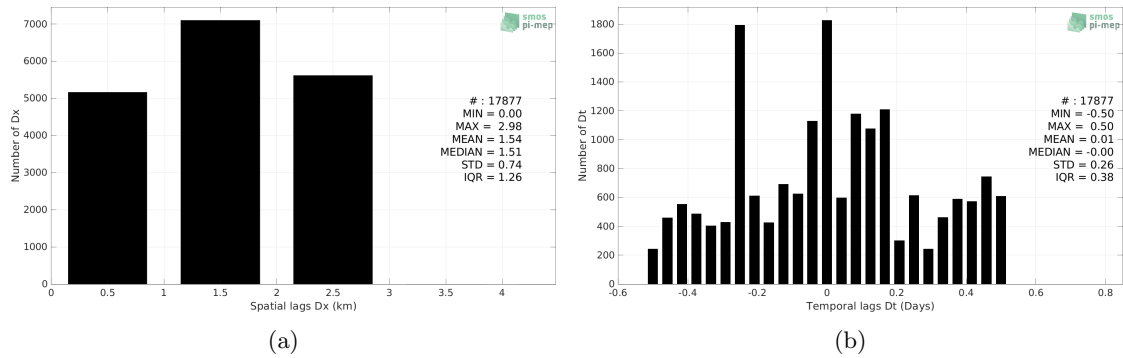 7000
6000
5000
4000
3000
2000
1000
0
Number of Dx
0
0.5
1
1.5
2
2.5
3
3.5
4
Spatial lags Dx (km)
smos
pi-mep
# : 17877
MIN = 0.00
MAX = 2.98
MEAN = 1.54
MEDIAN = 1.51
STD = 0.74
IQR = 1.26
(a)
1800
1600
1400
1200
1000
800
600
400
200
0
Number of Dt
-0.6
-0.4
-0.2
0
0.2
0.4
0.6
0.8
Temporal lags Dt (Days)
smos
pi-mep
# : 17877
MIN = -0.50
MAX = 0.50
MEAN = 0.01
MEDIAN = -0.00
STD = 0.26
IQR = 0.38
(b)